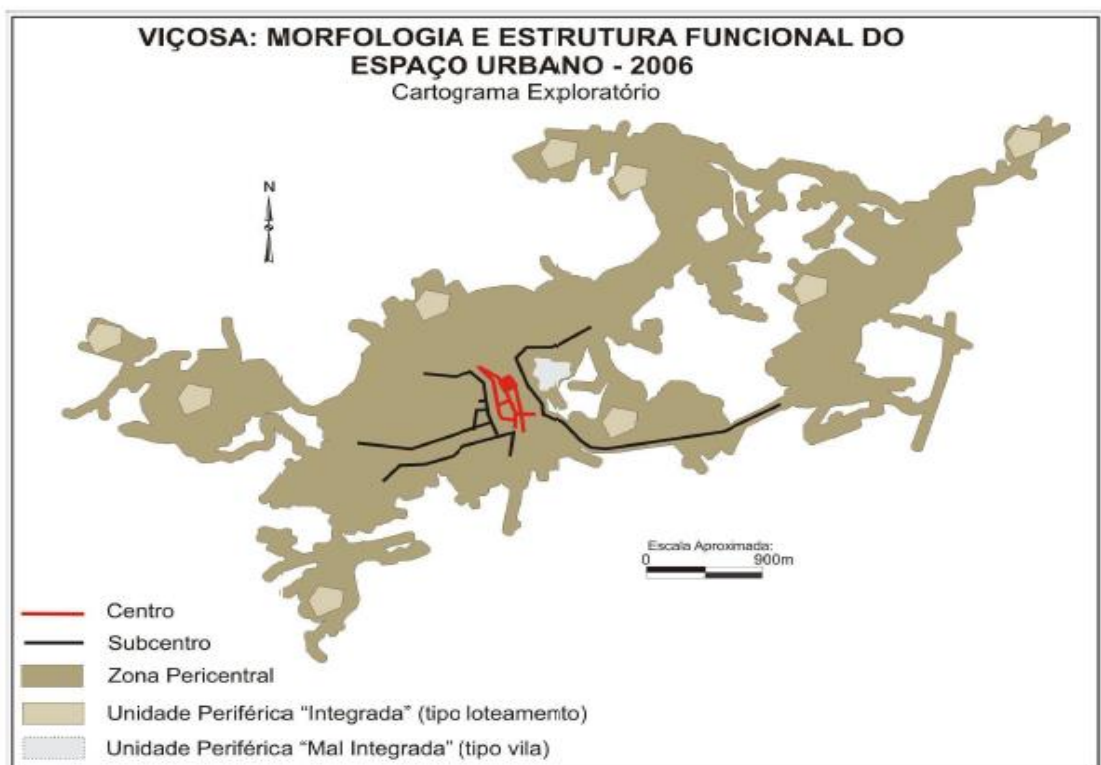 VIÇOSA: MORFOLOGIA E ESTRUTURA FUNCIONAL DO
ESPAÇO URBANO - 2006
Cartograma Exploratório
N
Escala Aproximada:
0 900m
Centro
Subcentro
Zona Pericentral
Unidade Periférica “Integrada” (tipo loteamento)
Unidade Periférica “Mal Integrada” (tipo vila)